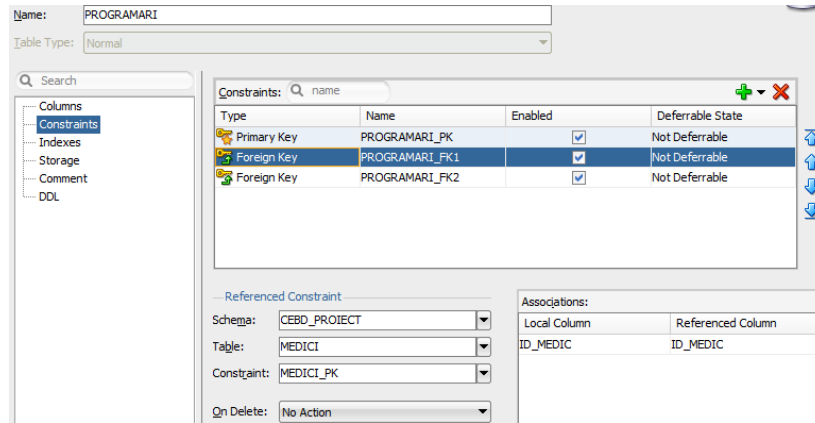 Name: PROGRAMARI
Table Type: Normal
Search
Columns
Constraints
Indexes
Storage
Comment
DDL
Constraints: name
Type Name Enabled Deferrable State
Primary Key PROGRAMARI_PK Not Deferrable
Foreign Key PROGRAMARI_FK1 Not Deferrable
Foreign Key PROGRAMARI_FK2 Not Deferrable
Referenced Constraint
Schema: CEBD_PROIECT
Table: MEDICI
Constraint: MEDICI_PK
On Delete: No Action
Associations:
Local Column Referenced Column
ID_MEDIC ID_MEDIC